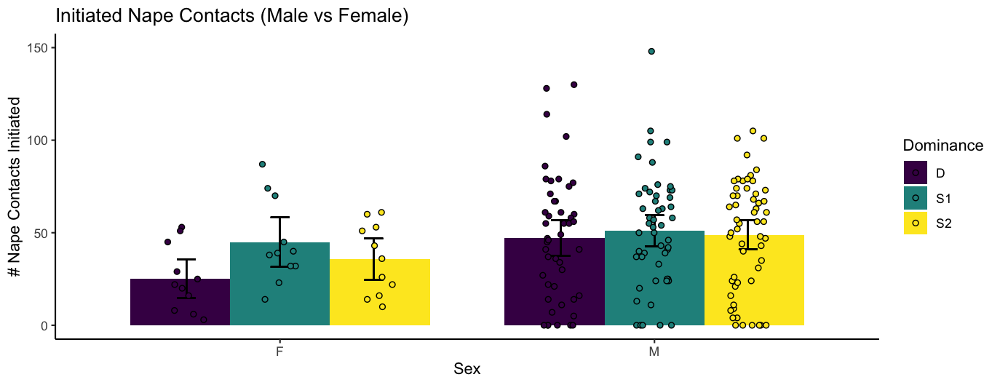 Initiated Nape Contacts (Male vs Female)
# Nape Contacts Initiated
150
100
50
0
F
M
Sex
Dominance
D
S1
S2